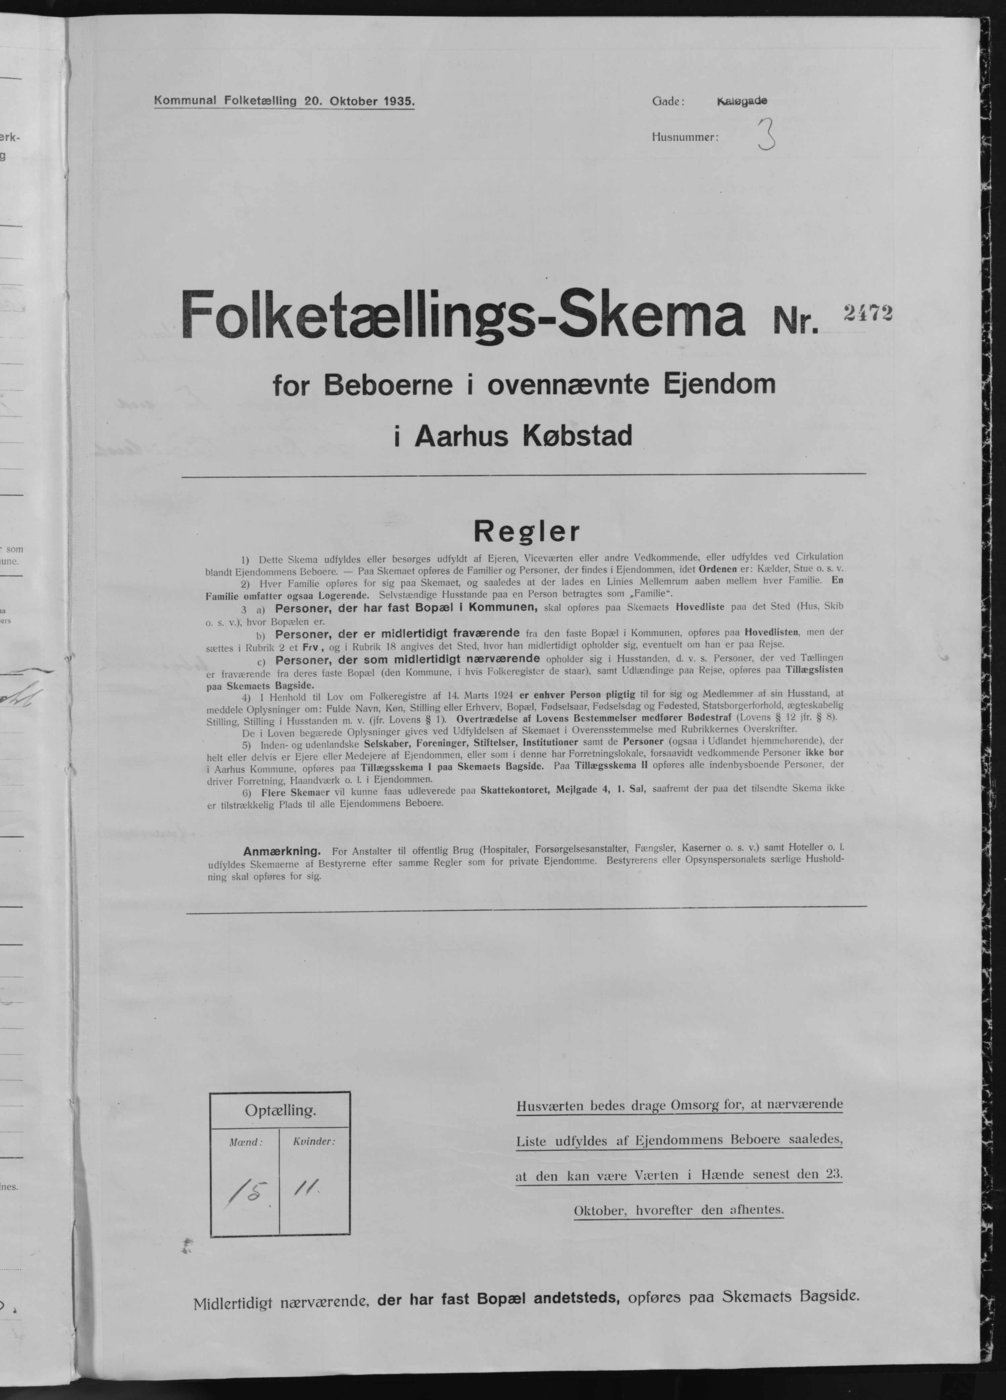 Kommunal Folketælling 20. Oktober 1935.
Gade: Kaløgade
Husnummer: 3
Folketællings-Skema Nr. 2472
for Beboerne i ovennævnte Ejendom
i Aarhus Købstad
Regler
1) Dette Skema udfyldes eller besørges udfyldt af Ejeren, Viceværten eller andre Vedkommende, eller udfyldes ved Cirkulation
blandt Ejendommens Beboere. — Paa Skemaet opføres de Familier og Personer, der findes i Ejendommen, idet Ordenen er: Kælder, Stue o. s. v.
2) Hver Familie opføres for sig paa Skemaet, og saaledes at der lades en Linies Mellemrum aaben mellem hver Familie. En
Familie omfatter ogsaa Logerende. Selvstændige Husstande paa en Person betragtes som „Familie“.
3 a) Personer, der har fast Bopæl i Kommunen, skal opføres paa Skemaets Hovedliste paa det Sted (Hus, Skib
o. s. v.), hvor Bopælen er.
b) Personer, der er midlertidigt fraværende fra den faste Bopæl i Kommunen, opføres paa Hovedlisten, men der
sættes i Rubrik 2 et Frv., og i Rubrik 18 angives det Sted, hvor han midlertidigt opholder sig, eventuelt om han er paa Rejse.
c) Personer, der som midlertidigt nærværende opholder sig i Husstanden, d. v. s. Personer, der ved Tællingen
er fraværende fra deres faste Bopæl (den Kommune, i hvis Folkeregister de staar), samt Udlændinge paa Rejse, opføres paa Tillægslisten
paa Skemaets Bagside.
4) I Henhold til Lov om Folkeregistre af 14. Marts 1924 er enhver Person pligtig til for sig og Medlemmer af sin Husstand, at
meddele Oplysninger om: Fulde Navn, Køn, Stilling eller Erhverv, Bopæl, Fødselsaar, Fødselsdag og Fødested, Statsborgerforhold, ægteskabelig
Stilling, Stilling i Husstanden m. v. (jfr. Lovens § 1). Overtrædelse af Lovens Bestemmelser medfører Bødestraf (Lovens § 12 jfr. § 8).
De i Loven begærede Oplysninger gives ved Udfyldelsen af Skemaet i Overensstemmelse med Rubrikkernes Overskrifter.
5) Inden- og udenlandske Selskaber, Foreninger, Stiftelser, Institutioner samt de Personer (ogsaa i Udlandet hjemmehørende), der
helt eller delvis er Ejere eller Medejere af Ejendommen, eller som i denne har Forretningslokale, forsaavidt vedkommende Personer ikke bor
i Aarhus Kommune, opføres paa Tillægsskema I paa Skemaets Bagside. Paa Tillægsskema II opføres alle indenbysboende Personer, der
driver Forretning, Haandværk o. l. i Ejendommen.
6) Flere Skemaer vil kunne faas udleverede paa Skattekontoret, Mejlgade 4, 1. Sal, saafremt der paa det tilsendte Skema ikke
er tilstrækkelig Plads til alle Ejendommens Beboere.
Anmærkning. For Anstalter til offentlig Brug (Hospitaler, Forsørgelsesanstalter, Fængsler, Kaserner o. s. v.) samt Hoteller o. l.
udfyldes Skemaerne af Bestyrerne efter samme Regler som for private Ejendomme. Bestyrerens eller Opsynspersonalets særlige Hushold-
ning skal opføres for sig.
Optælling.
Mænd: Kvinder:
15. 11.
Husværten bedes drage Omsorg for, at nærværende
Liste udfyldes af Ejendommens Beboere saaledes,
at den kan være Værten i Hænde senest den 23.
Oktober, hvorefter den afhentes.
Midlertidigt nærværende, der har fast Bopæl andetsteds, opføres paa Skemaets Bagside.